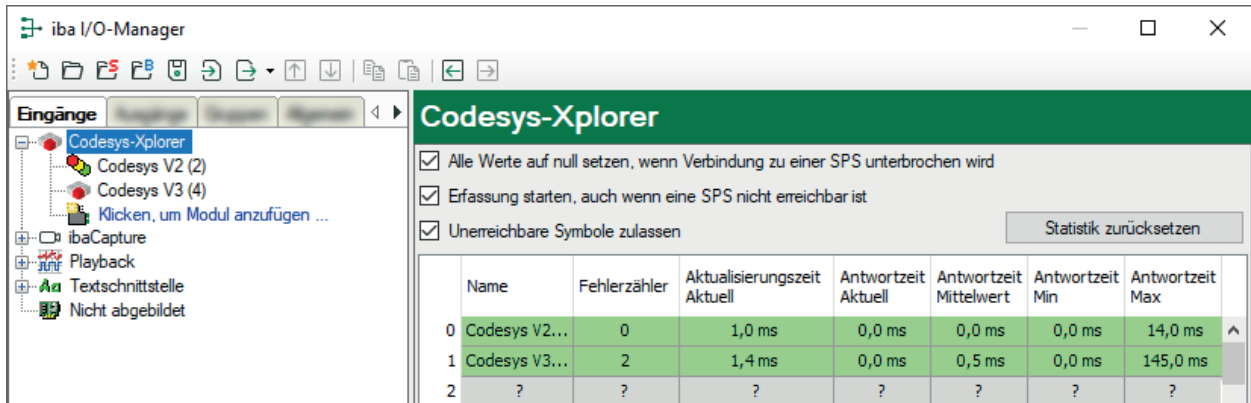 iba I/O-Manager
Eingänge
Codesys-Xplorer
Codesys V2 (2)
Codesys V3 (4)
Klicken, um Modul anzufügen ...
ibaCapture
Playback
Textschnittstelle
Nicht abgebildet
Codesys-Xplorer
Alle Werte auf null setzen, wenn Verbindung zu einer SPS unterbrochen wird
Erfassung starten, auch wenn eine SPS nicht erreichbar ist
Unerreichbare Symbole zulassen
Statistik zurücksetzen
Name Fehlerzähler Aktualisierungszeit Aktuell Antwortzeit Aktuell Antwortzeit Mittelwert Antwortzeit Min Antwortzeit Max
0 Codesys V2... 0 1,0 ms 0,0 ms 0,0 ms 0,0 ms 14,0 ms
1 Codesys V3... 2 1,4 ms 0,0 ms 0,5 ms 0,0 ms 145,0 ms
2 ? ? ? ? ? ? ?